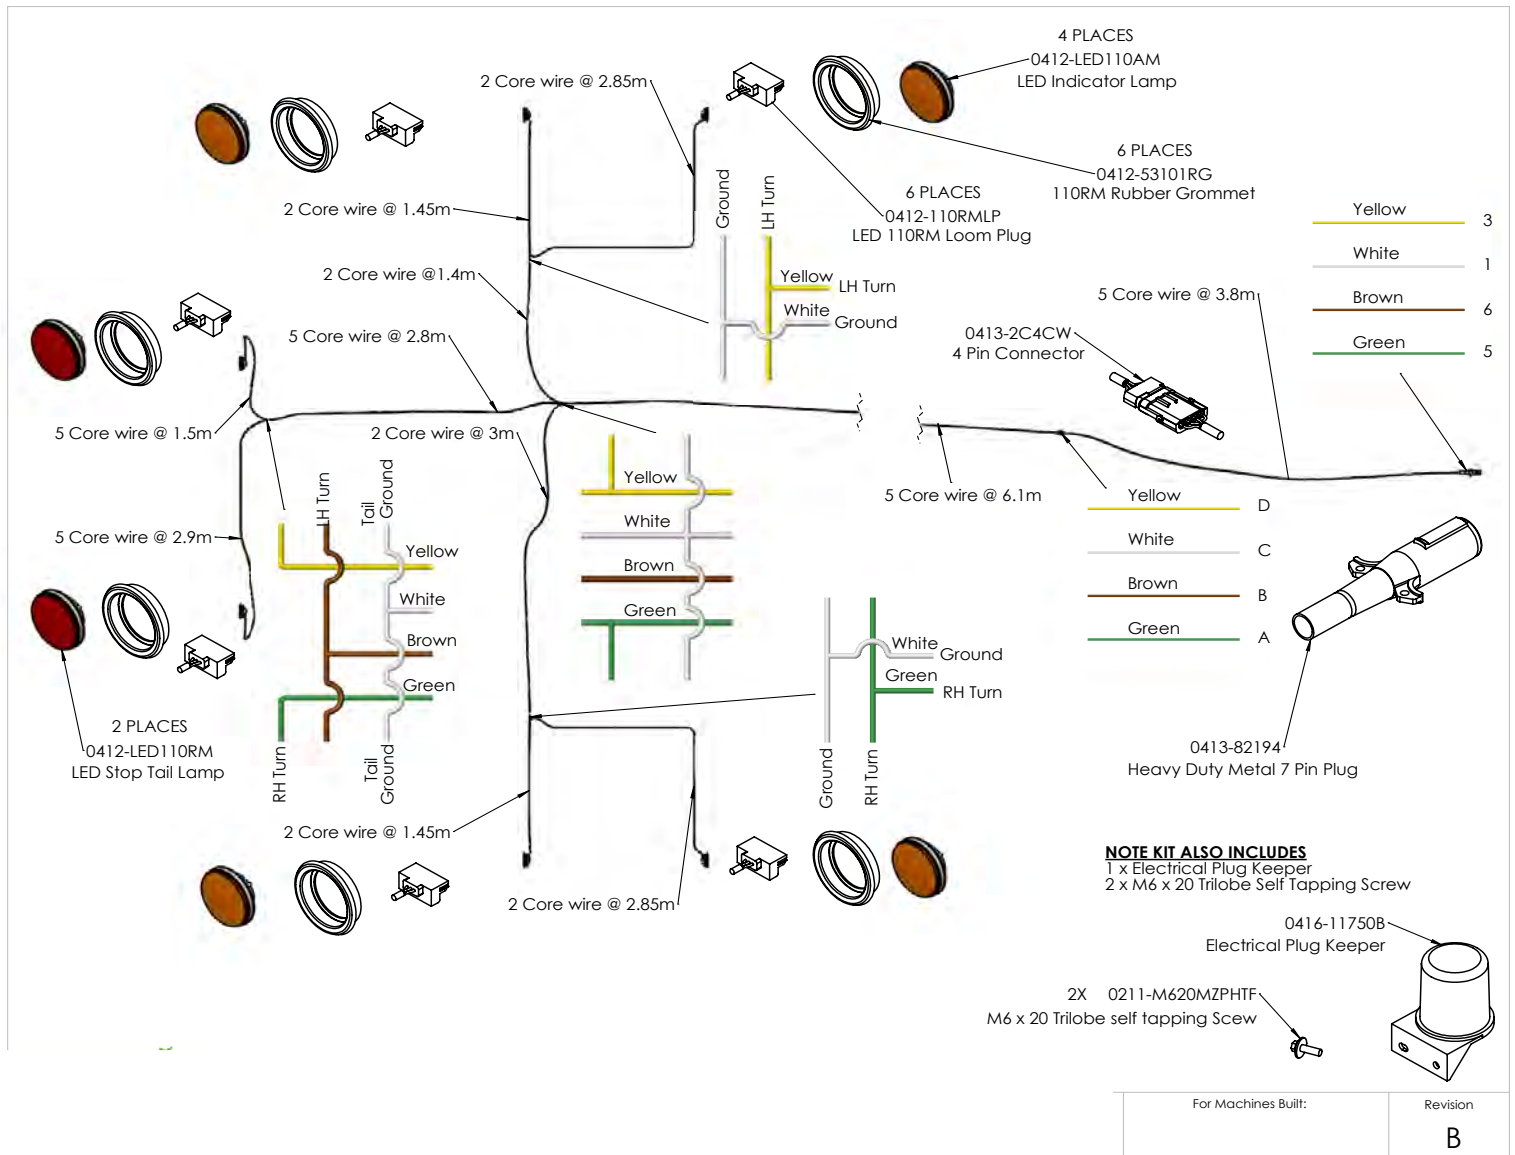 4 PLACES
0412-LED110AM
LED Indicator Lamp
2 Core wire @ 2.85m
6 PLACES
0412-53101RG
110RM Rubber Grommet
6 PLACES
0412-110RMLP
LED 110RM Loom Plug
2 Core wire @ 1.45m
Ground
LH Turn
Yellow
LH Turn
White
Ground
2 Core wire @1.4m
5 Core wire @ 2.8m
Yellow 3
White 1
Brown 6
Green 5
5 Core wire @ 3.8m
0413-2C4CW
4 Pin Connector
5 Core wire @ 1.5m
2 Core wire @ 3m
5 Core wire @ 6.1m
LH Turn
Tail
Ground
Yellow
White
Brown
Green
RH Turn
Tail
Ground
Yellow
White
Brown
Green
Yellow D
White C
Brown B
Green A
5 Core wire @ 2.9m
White
Ground
Green
RH Turn
Ground
RH Turn
2 PLACES
0412-LED110RM
LED Stop Tail Lamp
0413-82194
Heavy Duty Metal 7 Pin Plug
2 Core wire @ 1.45m
2 Core wire @ 2.85m
NOTE KIT ALSO INCLUDES
1 x Electrical Plug Keeper
2 x M6 x 20 Trilobe Self Tapping Screw
0416-11750B
Electrical Plug Keeper
2X 0211-M620MZPHTF
M6 x 20 Trilobe self tapping Scew
For Machines Built:
Revision
B